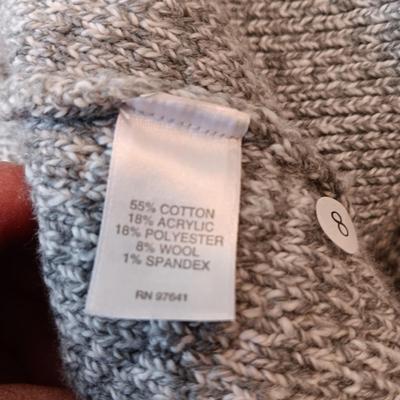 55% COTTON
18% ACRYLIC
18% POLYESTER
8% WOOL
1% SPANDEX
RN 97641
8